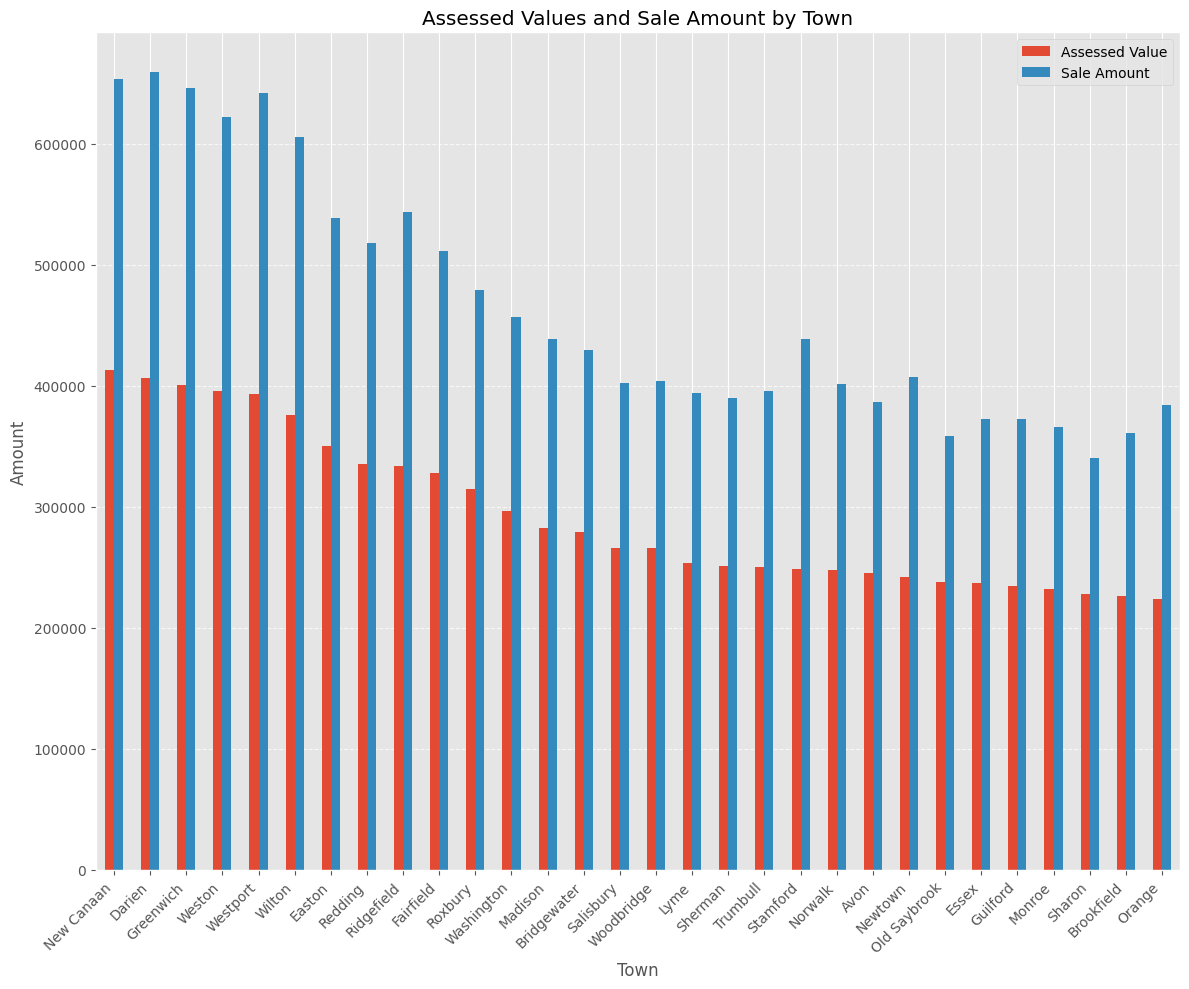 Assessed Values and Sale Amount by Town
Assessed Value
Sale Amount
Amount
600000
500000
400000
300000
200000
100000
0
New Canaan
Darien
Greenwich
Weston
Westport
Wilton
Easton
Redding
Ridgefield
Fairfield
Roxbury
Washington
Madison
Bridgewater
Salisbury
Woodbridge
Lyme
Sherman
Trumbull
Stamford
Norwalk
Avon
Newtown
Old Saybrook
Essex
Guilford
Monroe
Sharon
Brookfield
Orange
Town